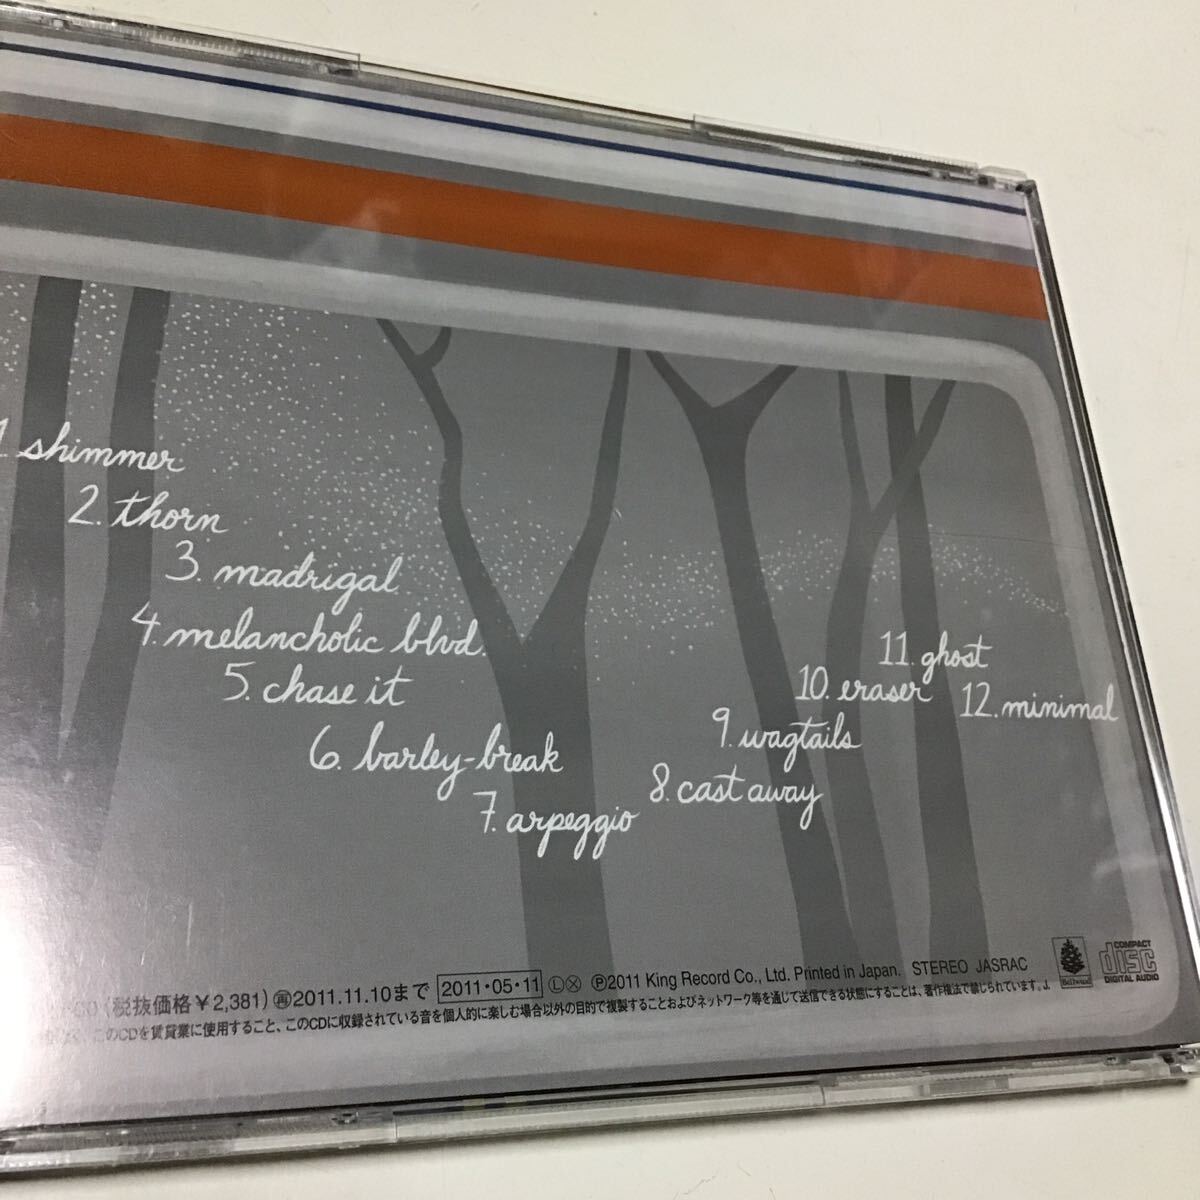 1. shimmer
2. thorn
3. madrigal
4. melancholic blvd.
5. chase it
6. barley-break
7. arpeggio
8. cast away
9. wagtails
10. eraser
11. ghost
12. minimal
(税抜価格￥2,381) 再 2011.11.10まで 2011・05・11 Ⓛ ⓧ ℗2011 King Record Co., Ltd. Printed in Japan. STEREO JASRAC
このCDを賃貸業に使用すること、このCDに収録されている音を個人的に楽しむ場合以外の目的で複製することおよびネットワーク等を通じて送信できる状態にすることは、著作権法で禁じられています。J.
Bellwood
COMPACT
disc
DIGITAL AUDIO